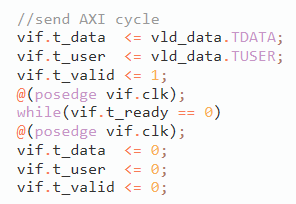 //send AXI cycle
vif.t_data <= vld_data.TDATA;
vif.t_user <= vld_data.TUSER;
vif.t_valid <= 1;
@(posedge vif.clk);
while(vif.t_ready == 0)
@(posedge vif.clk);
vif.t_data <= 0;
vif.t_user <= 0;
vif.t_valid <= 0;